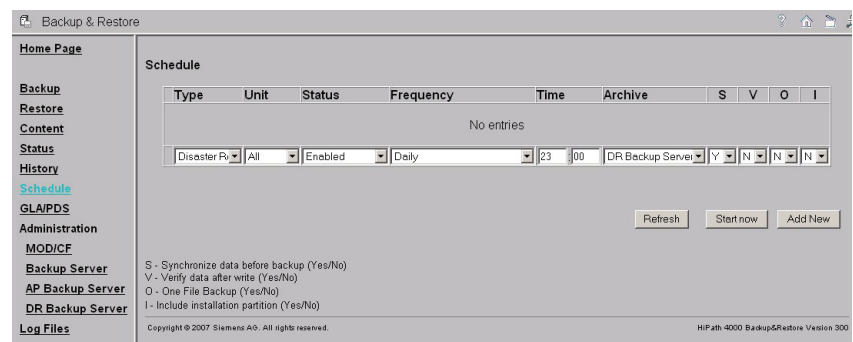 Backup & Restore
Home Page
Schedule
Backup
Restore
Content
Status
History
Schedule
GLA/PDS
Administration
MOD/CF
Backup Server
AP Backup Server
DR Backup Server
Log Files
Type Unit Status Frequency Time Archive S V O I
No entries
Disaster R All Enabled Daily 23 : 00 DR Backup Server Y N N N
Refresh Start now Add New
S - Synchronize data before backup (Yes/No)
V - Verify data after write (Yes/No)
O - One File Backup (Yes/No)
I - Include installation partition (Yes/No)
Copyright © 2007 Siemens AG. All rights reserved. HiPath 4000 Backup&Restore Version 300